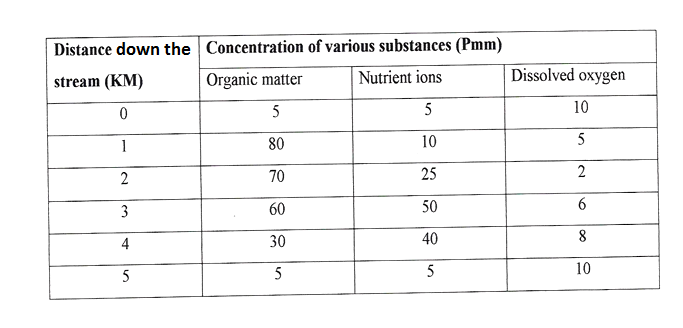 Distance down the stream (KM) Concentration of various substances (Pmm)
Organic matter Nutrient ions Dissolved oxygen
0 5 5 10
1 80 10 5
2 70 25 2
3 60 50 6
4 30 40 8
5 5 5 10